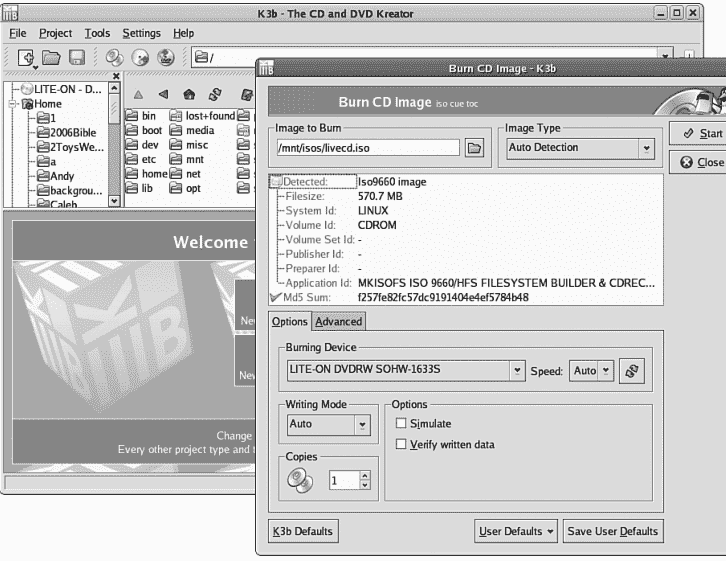 K3b - The CD and DVD Kreator
File Project Tools Settings Help
/
LITE-ON - D...
Home
1
2006Bible
2ToysWe...
a
Andy
backgrou...
Caleb
bin lost+found
boot media
dev misc
etc mnt
home net
lib opt
Welcome
Change
Every other project type and
Burn CD Image - K3b
Burn CD Image iso cue toc
Image to Burn
/mnt/isos/livecd.iso
Image Type
Auto Detection
Start
Close
Detected: Iso9660 image
Filesize: 570.7 MB
System Id: LINUX
Volume Id: CDROM
Volume Set Id: -
Publisher Id: -
Preparer Id: -
Application Id: MKISOFS ISO 9660/HFS FILESYSTEM BUILDER & CDREC...
Md5 Sum: f257fe82fc57dc9191404e4ef5784b48
Options Advanced
Burning Device
LITE-ON DVDRW SOHW-1633S Speed: Auto
Writing Mode
Auto
Options
Simulate
Verify written data
Copies
1
K3b Defaults User Defaults Save User Defaults